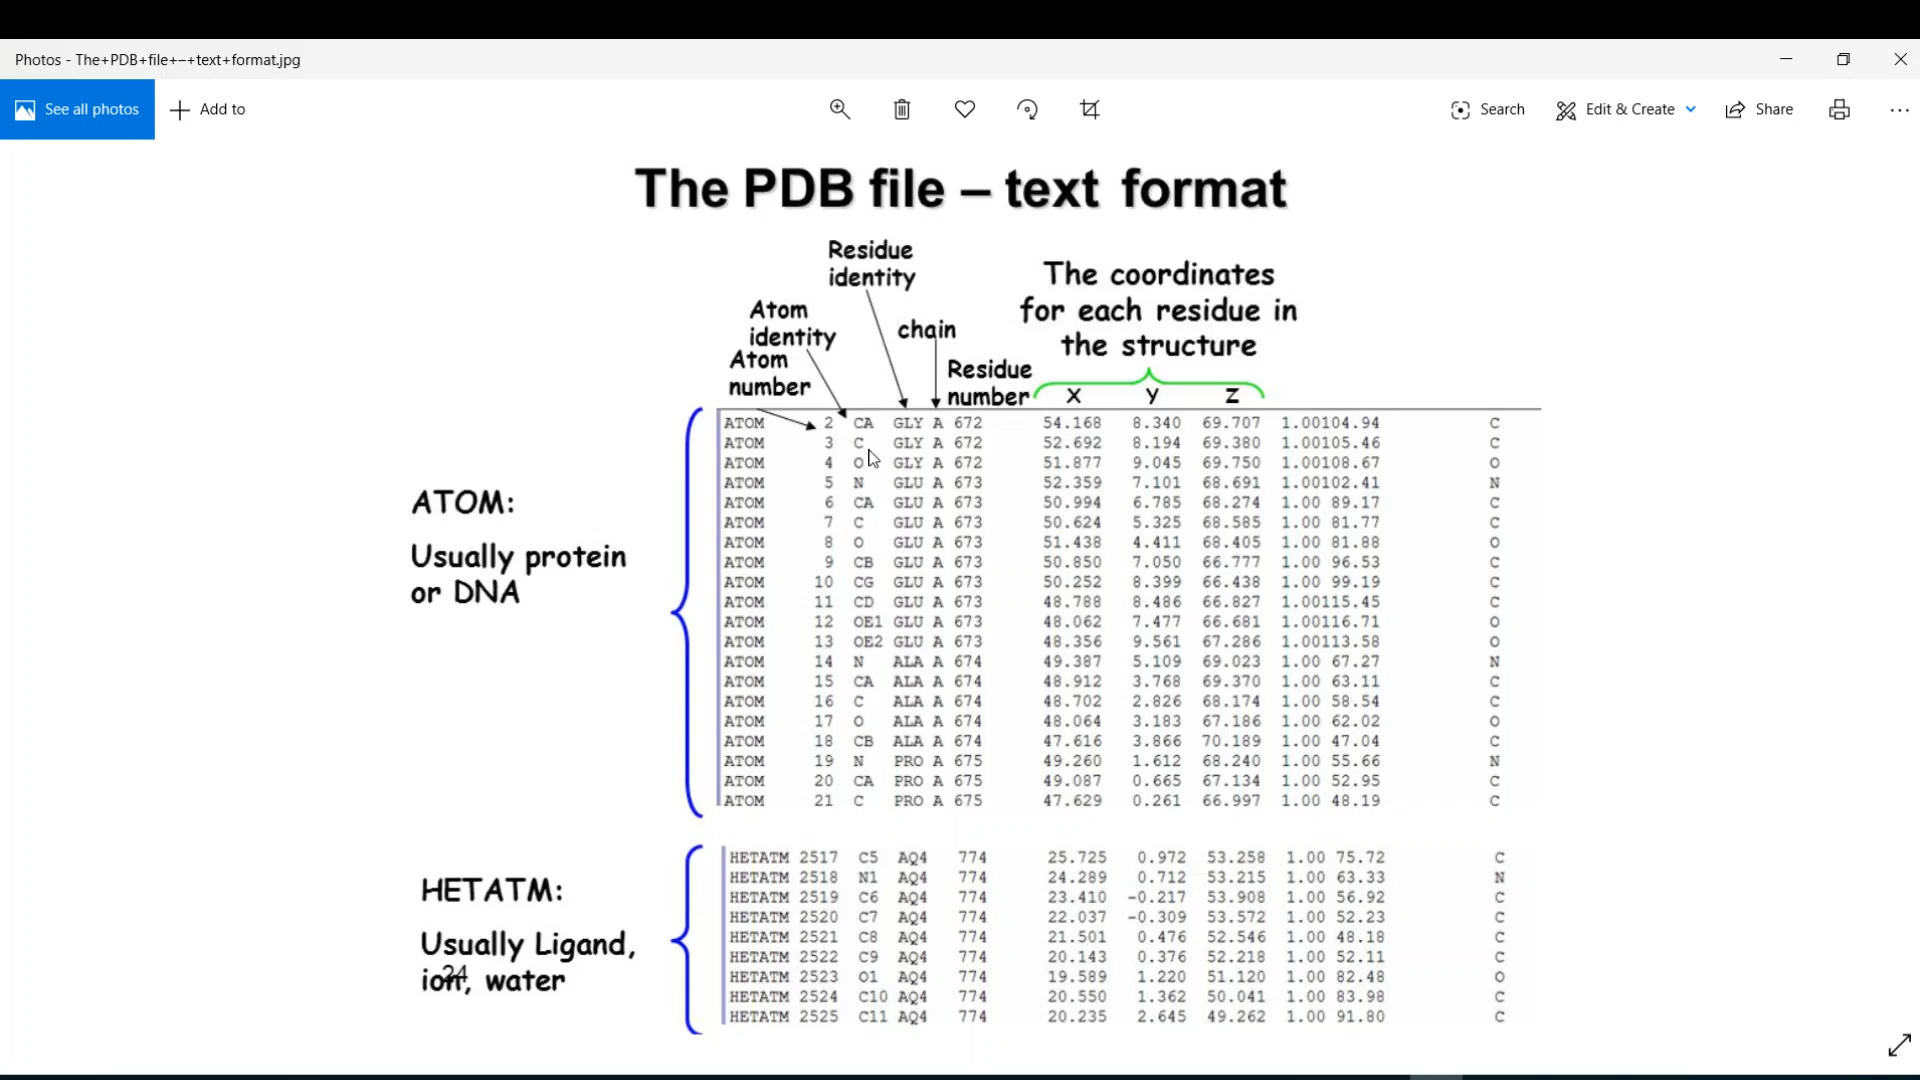 Photos - The+PDB+file+–+text+format.jpg
See all photos
Add to
Search
Edit & Create
Share
The PDB file – text format
Residue
identity
The coordinates
for each residue in
the structure
Atom
identity
chain
Atom
number
Residue
number
X Y Z
ATOM 2 CA GLY A 672 54.168 8.340 69.707 1.00104.94 C
ATOM 3 C GLY A 672 52.692 8.194 69.380 1.00105.46 C
ATOM 4 O GLY A 672 51.877 9.045 69.750 1.00108.67 O
ATOM 5 N GLU A 673 52.359 7.101 68.691 1.00102.41 N
ATOM 6 CA GLU A 673 50.994 6.785 68.274 1.00 89.17 C
ATOM 7 C GLU A 673 50.624 5.325 68.585 1.00 81.77 C
ATOM 8 O GLU A 673 51.438 4.411 68.405 1.00 81.88 O
ATOM 9 CB GLU A 673 50.850 7.050 66.777 1.00 96.53 C
ATOM 10 CG GLU A 673 50.252 8.399 66.438 1.00 99.19 C
ATOM 11 CD GLU A 673 48.788 8.486 66.827 1.00115.45 C
ATOM 12 OE1 GLU A 673 48.062 7.477 66.681 1.00116.71 O
ATOM 13 OE2 GLU A 673 48.356 9.561 67.286 1.00113.58 O
ATOM 14 N ALA A 674 49.387 5.109 69.023 1.00 67.27 N
ATOM 15 CA ALA A 674 48.912 3.768 69.370 1.00 63.11 C
ATOM 16 C ALA A 674 48.702 2.826 68.174 1.00 58.54 C
ATOM 17 O ALA A 674 48.064 3.183 67.186 1.00 62.02 O
ATOM 18 CB ALA A 674 47.616 3.866 70.189 1.00 47.04 C
ATOM 19 N PRO A 675 49.260 1.612 68.240 1.00 55.66 N
ATOM 20 CA PRO A 675 49.087 0.665 67.134 1.00 52.95 C
ATOM 21 C PRO A 675 47.629 0.261 66.997 1.00 48.19 C
ATOM:
Usually protein
or DNA
HETATM 2517 C5 AQ4 774 25.725 0.972 53.258 1.00 75.72 C
HETATM 2518 N1 AQ4 774 24.289 0.712 53.215 1.00 63.33 N
HETATM 2519 C6 AQ4 774 23.410 -0.217 53.908 1.00 56.92 C
HETATM 2520 C7 AQ4 774 22.037 -0.309 53.572 1.00 52.23 C
HETATM 2521 C8 AQ4 774 21.501 0.476 52.546 1.00 48.18 C
HETATM 2522 C9 AQ4 774 20.143 0.376 52.218 1.00 52.11 C
HETATM 2523 O1 AQ4 774 19.589 1.220 51.120 1.00 82.48 O
HETATM 2524 C10 AQ4 774 20.550 1.362 50.041 1.00 83.98 C
HETATM 2525 C11 AQ4 774 20.235 2.645 49.262 1.00 91.80 C
HETATM:
Usually Ligand,
ion, water
24